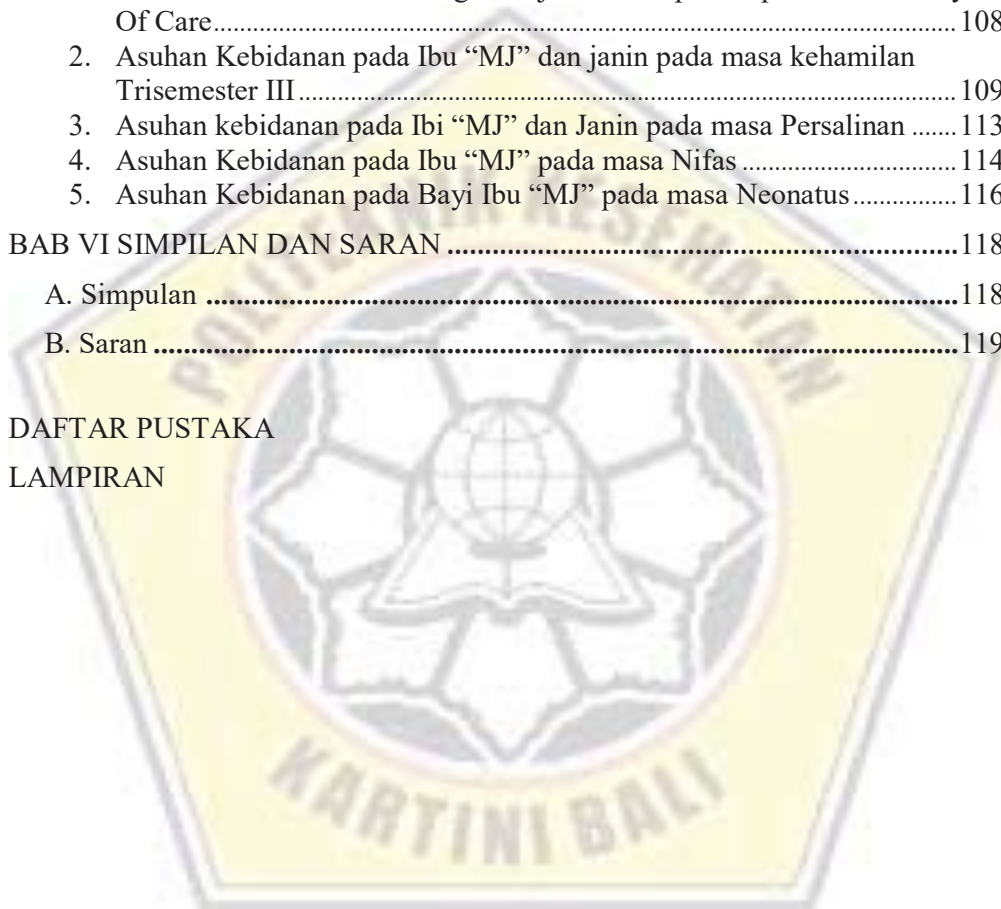 Of Care........................................................................................................108
2. Asuhan Kebidanan pada Ibu “MJ” dan janin pada masa kehamilan
Trisemester III............................................................................................109
3. Asuhan kebidanan pada Ibi “MJ” dan Janin pada masa Persalinan .......113
4. Asuhan Kebidanan pada Ibu “MJ” pada masa Nifas ..............................114
5. Asuhan Kebidanan pada Bayi Ibu “MJ” pada masa Neonatus................116
BAB VI SIMPILAN DAN SARAN .......................................................................118
A. Simpulan .........................................................................................................118
B. Saran ................................................................................................................119
DAFTAR PUSTAKA
LAMPIRAN
POLITEKNIK KESEHATAN
KARTINI BALI